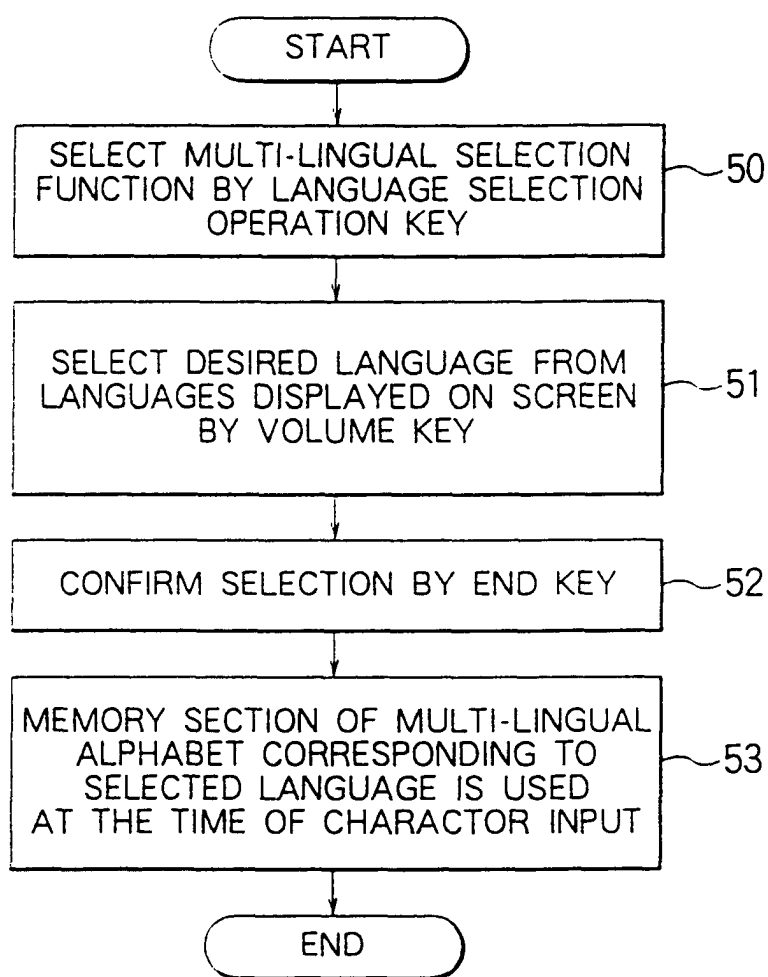 START
SELECT MULTI-LINGUAL SELECTION
FUNCTION BY LANGUAGE SELECTION
OPERATION KEY
50
SELECT DESIRED LANGUAGE FROM
LANGUAGES DISPLAYED ON SCREEN
BY VOLUME KEY
51
CONFIRM SELECTION BY END KEY
52
MEMORY SECTION OF MULTI-LINGUAL
ALPHABET CORRESPONDING TO
SELECTED LANGUAGE IS USED
AT THE TIME OF CHARACTOR INPUT
53
END